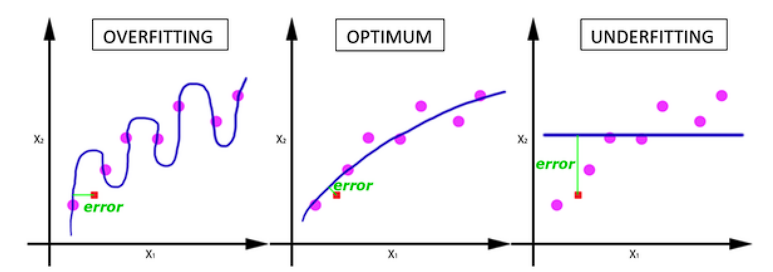 OVERFITTING
X₂
error
X₁
OPTIMUM
X₂
error
X₁
UNDERFITTING
X₂
error
X₁